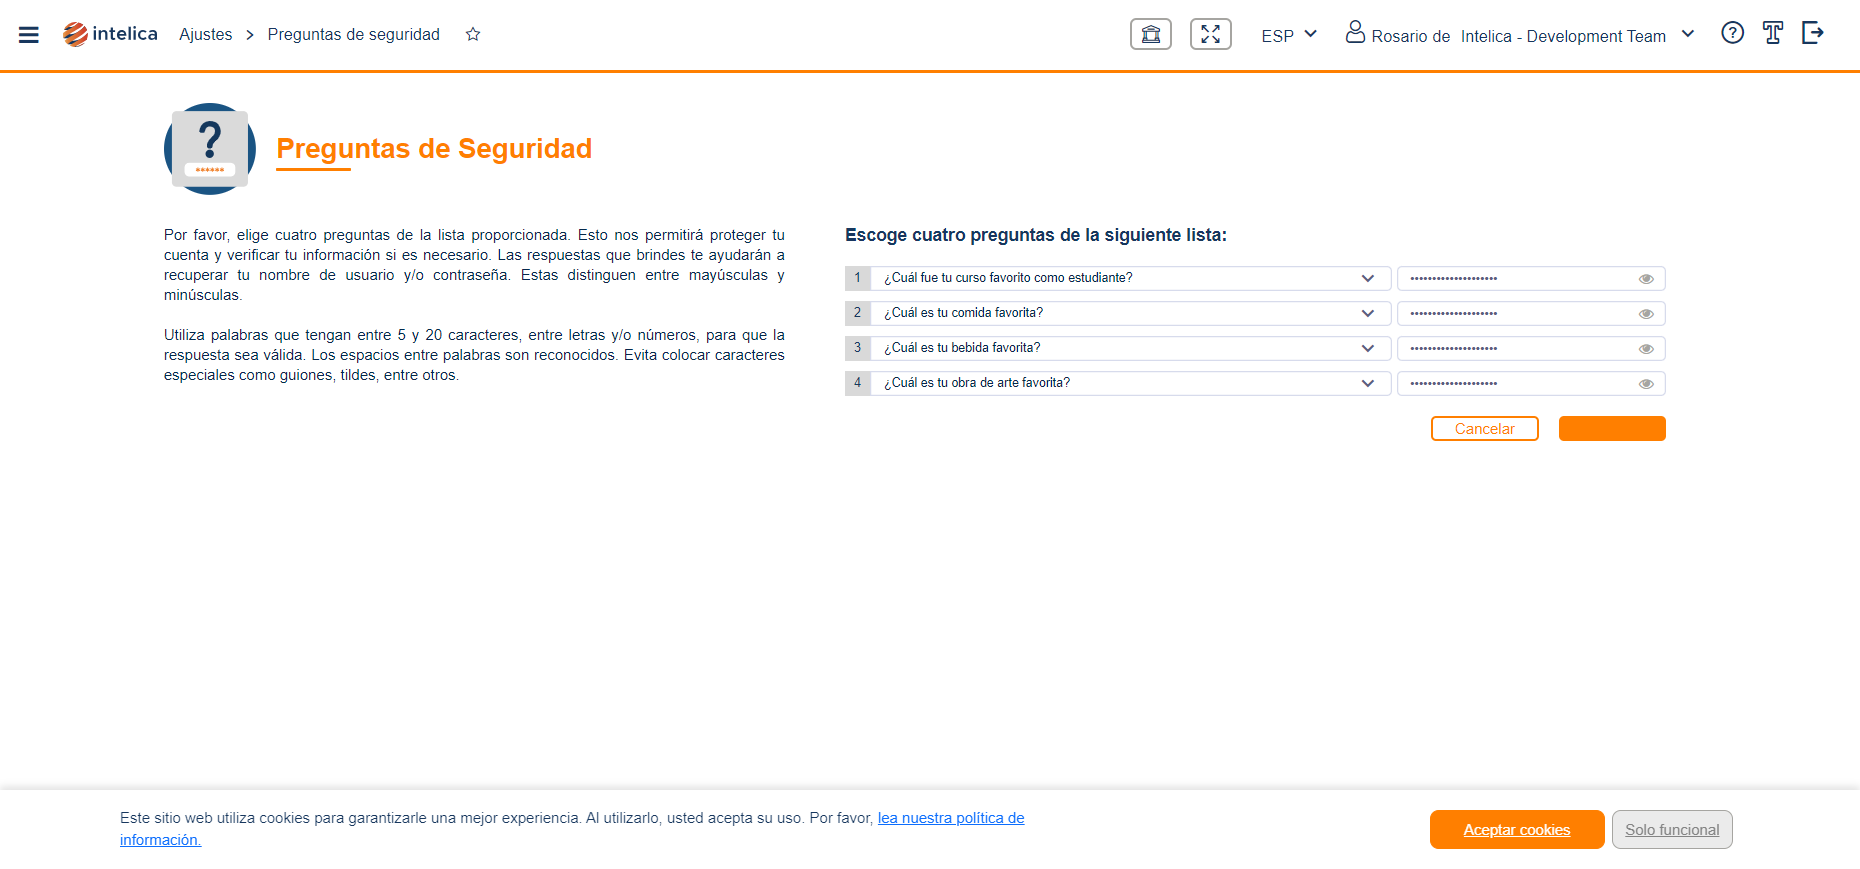 intelica Ajustes > Preguntas de seguridad
ESP Rosario de Intelica - Development Team
?
******
Preguntas de Seguridad
Por favor, elige cuatro preguntas de la lista proporcionada. Esto nos permitirá proteger tu
cuenta y verificar tu información si es necesario. Las respuestas que brindes te ayudarán a
recuperar tu nombre de usuario y/o contraseña. Estas distinguen entre mayúsculas y
minúsculas.
Utiliza palabras que tengan entre 5 y 20 caracteres, entre letras y/o números, para que la
respuesta sea válida. Los espacios entre palabras son reconocidos. Evita colocar caracteres
especiales como guiones, tildes, entre otros.
Escoge cuatro preguntas de la siguiente lista:
1 ¿Cuál fue tu curso favorito como estudiante? ••••••••••••••••••••
2 ¿Cuál es tu comida favorita? ••••••••••••••••••••
3 ¿Cuál es tu bebida favorita? ••••••••••••••••••••
4 ¿Cuál es tu obra de arte favorita? ••••••••••••••••••••
Cancelar
Este sitio web utiliza cookies para garantizarle una mejor experiencia. Al utilizarlo, usted acepta su uso. Por favor, lea nuestra política de
información.
Aceptar cookies
Solo funcional